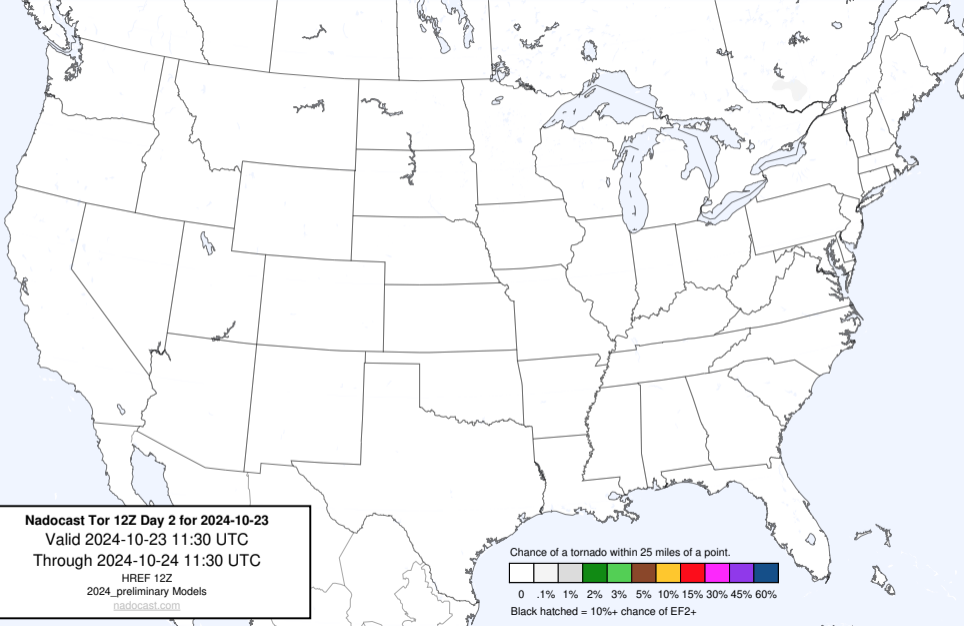 Nadocast Tor 12Z Day 2 for 2024-10-23
Valid 2024-10-23 11:30 UTC
Through 2024-10-24 11:30 UTC
HREF 12Z
2024_preliminary Models
nadocast.com
Chance of a tornado within 25 miles of a point.
0 .1% 1% 2% 3% 5% 10% 15% 30% 45% 60%
Black hatched = 10%+ chance of EF2+